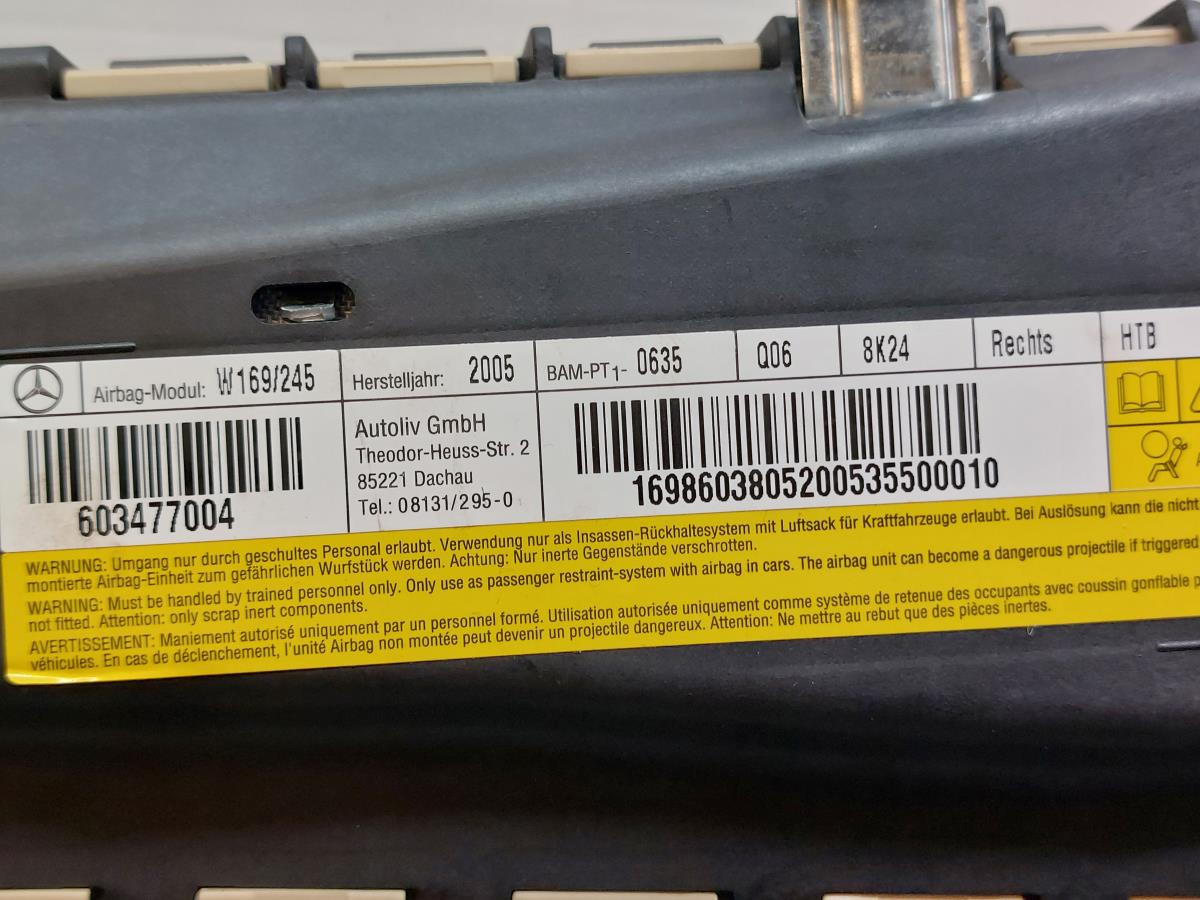 Airbag-Modul: W169/245
Herstelljahr: 2005
BAM-PT1- 0635
Q06
8K24
Rechts
HTB
603477004
Autoliv GmbH
Theodor-Heuss-Str. 2
85221 Dachau
Tel.: 08131/295-0
1698603805200535500010
WARNUNG: Umgang nur durch geschultes Personal erlaubt. Verwendung nur als Insassen-Rückhaltesystem mit Luftsack für Kraftfahrzeuge erlaubt. Bei Auslösung kann die nicht
montierte Airbag-Einheit zum gefährlichen Wurfstück werden. Achtung: Nur inerte Gegenstände verschrotten.
WARNING: Must be handled by trained personnel only. Only use as passenger restraint-system with airbag in cars. The airbag unit can become a dangerous projectile if triggered
not fitted. Attention: only scrap inert components.
AVERTISSEMENT: Maniement autorisé uniquement par un personnel formé. Utilisation autorisée uniquement comme système de retenue des occupants avec coussin gonflable p
véhicules. En cas de déclenchement, l'unité Airbag non montée peut devenir un projectile dangereux. Attention: Ne mettre au rebut que des pièces inertes.